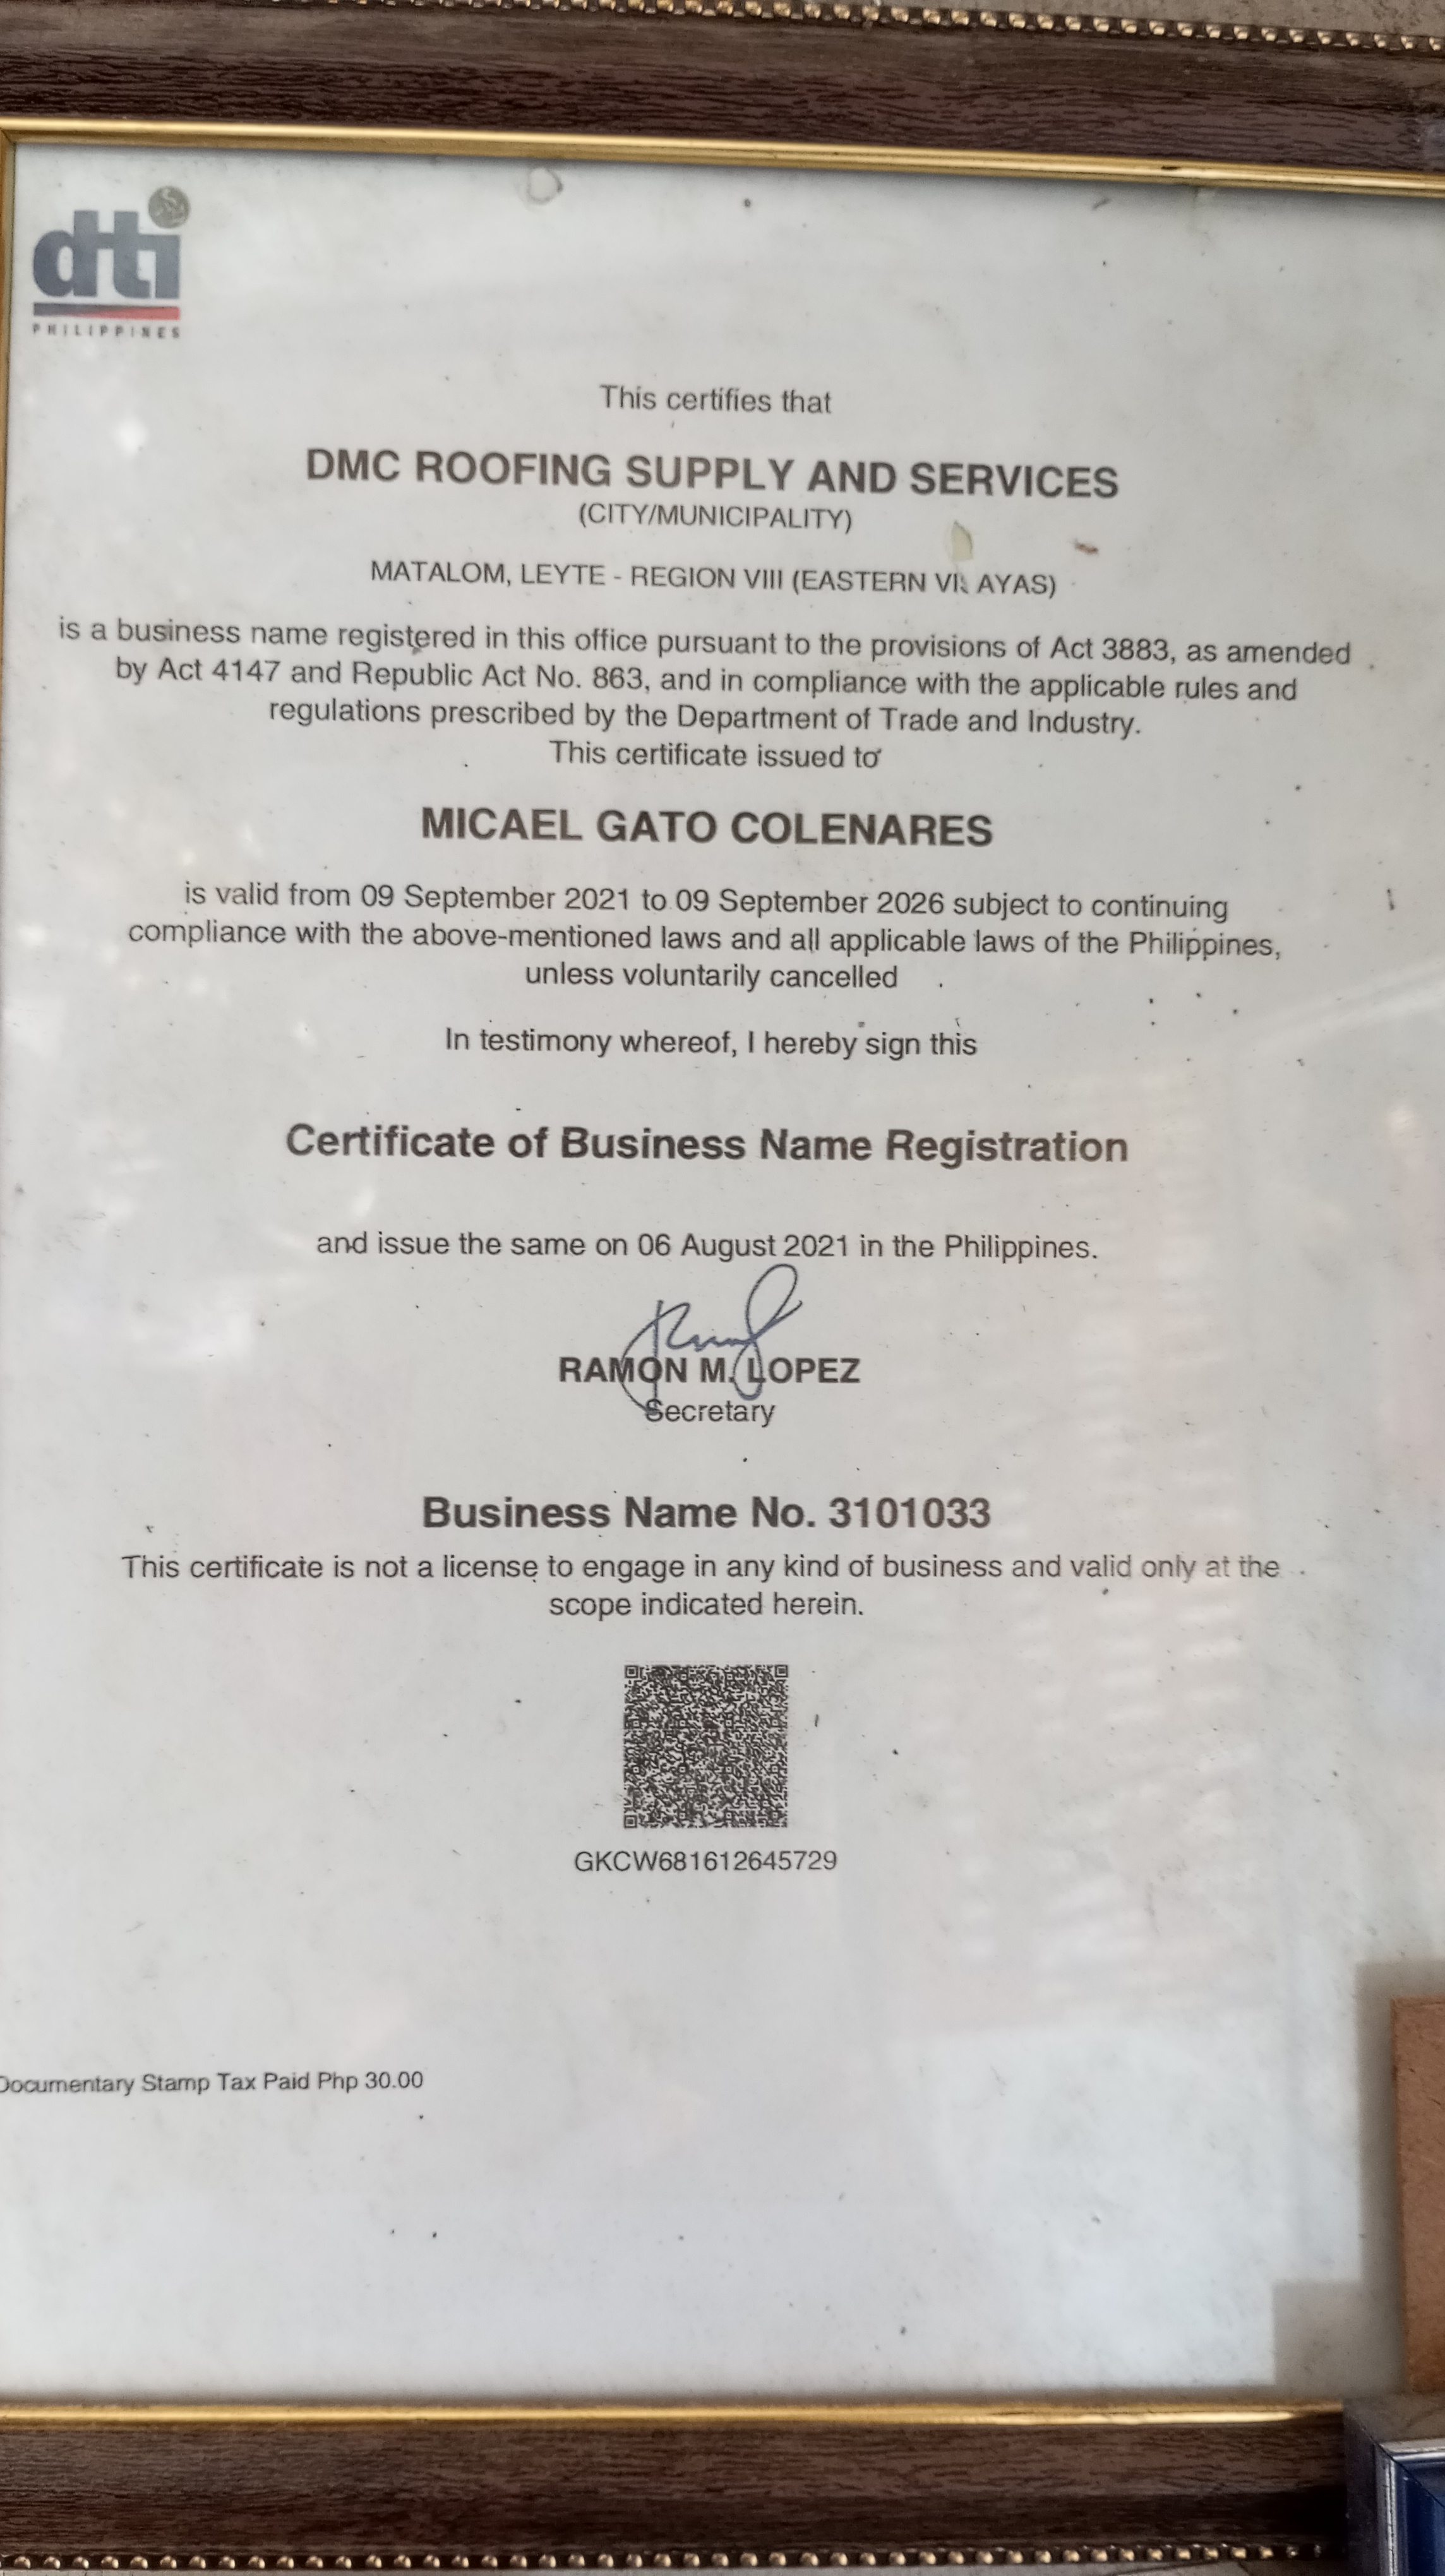 dti
PHILIPPINES
This certifies that
DMC ROOFING SUPPLY AND SERVICES
(CITY/MUNICIPALITY)
MATALOM, LEYTE - REGION VIII (EASTERN
is a business name registered in this office pursuant to the provisions of Act 3883, as amended
by Act 4147 and Republic Act No. 863, and in compliance with the applicable rules and
regulations prescribed by the Department of Trade and Industry.
This certificate issued to
MICAEL GATO COLENARES
is valid from 09 September 2021 to 09 September 2026 subject to continuing
compliance with the above-mentioned laws and all applicable laws of the Philippines,
unless voluntarily cancelled
In testimony whereof, I hereby sign this
Certificate of Business Name Registration
and issue the same on 06 August 2021 in the Philippines.
RAMON M. LOPEZ
Secretary
Business Name No. 3101033
This certificate is not a license to engage in any kind of business and valid only at the
scope indicated herein.
GKCW681612645729
Documentary Stamp Tax Paid Php 30.00